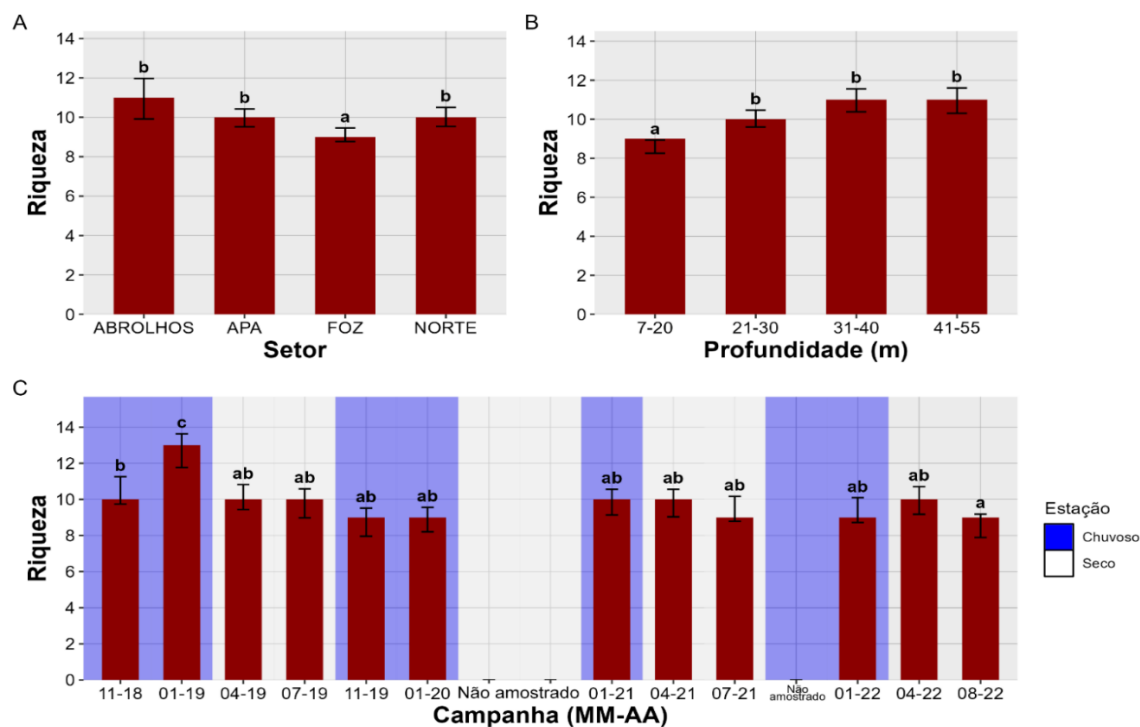 A
Riqueza
14
12
10
8
6
4
2
0
b
b
a
b
ABROLHOS APA FOZ NORTE
Setor
B
Riqueza
14
12
10
8
6
4
2
0
a
b
b
b
7-20 21-30 31-40 41-55
Profundidade (m)
C
Riqueza
14
12
10
8
6
4
2
0
b
c
ab
ab
ab
ab
ab
ab
ab
ab
ab
a
11-18 01-19 04-19 07-19 11-19 01-20 Não amostrado 01-21 04-21 07-21 Não amostrado 01-22 04-22 08-22
Campanha (MM-AA)
Estação
Chuvoso
Seco